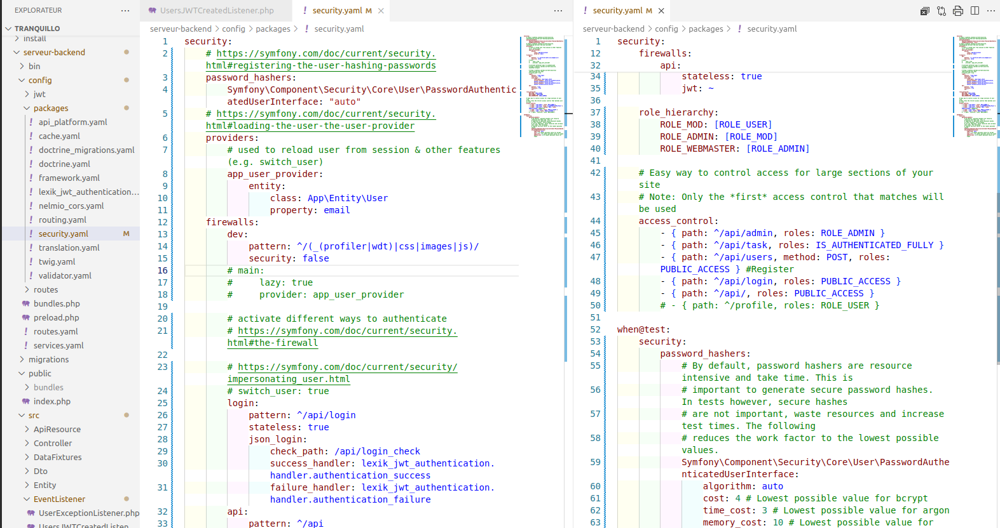 EXPLORATEUR
TRANQUILLO
install
serveur-backend
bin
config
jwt
packages
! api_platform.yaml
! cache.yaml
! doctrine_migrations.yaml
! doctrine.yaml
! framework.yaml
! lexik_jwt_authentication...
! nelmio_cors.yaml
! routing.yaml
! security.yaml M
! translation.yaml
! twig.yaml
! validator.yaml
routes
bundles.php
preload.php
! routes.yaml
! services.yaml
migrations
public
bundles
index.php
src
ApiResource
Controller
DataFixtures
Dto
Entity
EventListener
UserExceptionListener.php
UsersJWTCreatedListen
UsersJWTCreatedListener.php
! security.yaml M
serveur-backend > config > packages > ! security.yaml
1 security:
2 # https://symfony.com/doc/current/security.
html#registering-the-user-hashing-passwords
3 password_hashers:
4 Symfony\Component\Security\Core\User\PasswordAuthentic
atedUserInterface: "auto"
5 # https://symfony.com/doc/current/security.
html#loading-the-user-the-user-provider
6 providers:
7 # used to reload user from session & other features
(e.g. switch_user)
8 app_user_provider:
9 entity:
10 class: App\Entity\User
11 property: email
12 firewalls:
13 dev:
14 pattern: ^/(_(profiler|wdt)|css|images|js)/
15 security: false
16 # main:
17 # lazy: true
18 # provider: app_user_provider
19
20 # activate different ways to authenticate
21 # https://symfony.com/doc/current/security.
html#the-firewall
22
23 # https://symfony.com/doc/current/security/
impersonating_user.html
24 # switch_user: true
25 login:
26 pattern: ^/api/login
27 stateless: true
28 json_login:
29 check_path: /api/login_check
30 success_handler: lexik_jwt_authentication.
handler.authentication_success
31 failure_handler: lexik_jwt_authentication.
handler.authentication_failure
32 api:
33 pattern: ^/api
! security.yaml M
serveur-backend > config > packages > ! security.yaml
1 security:
12 firewalls:
32 api:
34 stateless: true
35 jwt: ~
36
37 role_hierarchy:
38 ROLE_MOD: [ROLE_USER]
39 ROLE_ADMIN: [ROLE_MOD]
40 ROLE_WEBMASTER: [ROLE_ADMIN]
41
42 # Easy way to control access for large sections of your
site
43 # Note: Only the *first* access control that matches will
be used
44 access_control:
45 - { path: ^/api/admin, roles: ROLE_ADMIN }
46 - { path: ^/api/task, roles: IS_AUTHENTICATED_FULLY }
47 - { path: ^/api/users, method: POST, roles:
PUBLIC_ACCESS } #Register
48 - { path: ^/api/login, roles: PUBLIC_ACCESS }
49 - { path: ^/api/, roles: PUBLIC_ACCESS }
50 # - { path: ^/profile, roles: ROLE_USER }
51
52 when@test:
53 security:
54 password_hashers:
55 # By default, password hashers are resource
intensive and take time. This is
56 # important to generate secure password hashes.
In tests however, secure hashes
57 # are not important, waste resources and increase
test times. The following
58 # reduces the work factor to the lowest possible
values.
59 Symfony\Component\Security\Core\User\PasswordAuthe
nticatedUserInterface:
60 algorithm: auto
61 cost: 4 # Lowest possible value for bcrypt
62 time_cost: 3 # Lowest possible value for argon
63 memory_cost: 10 # Lowest possible value for